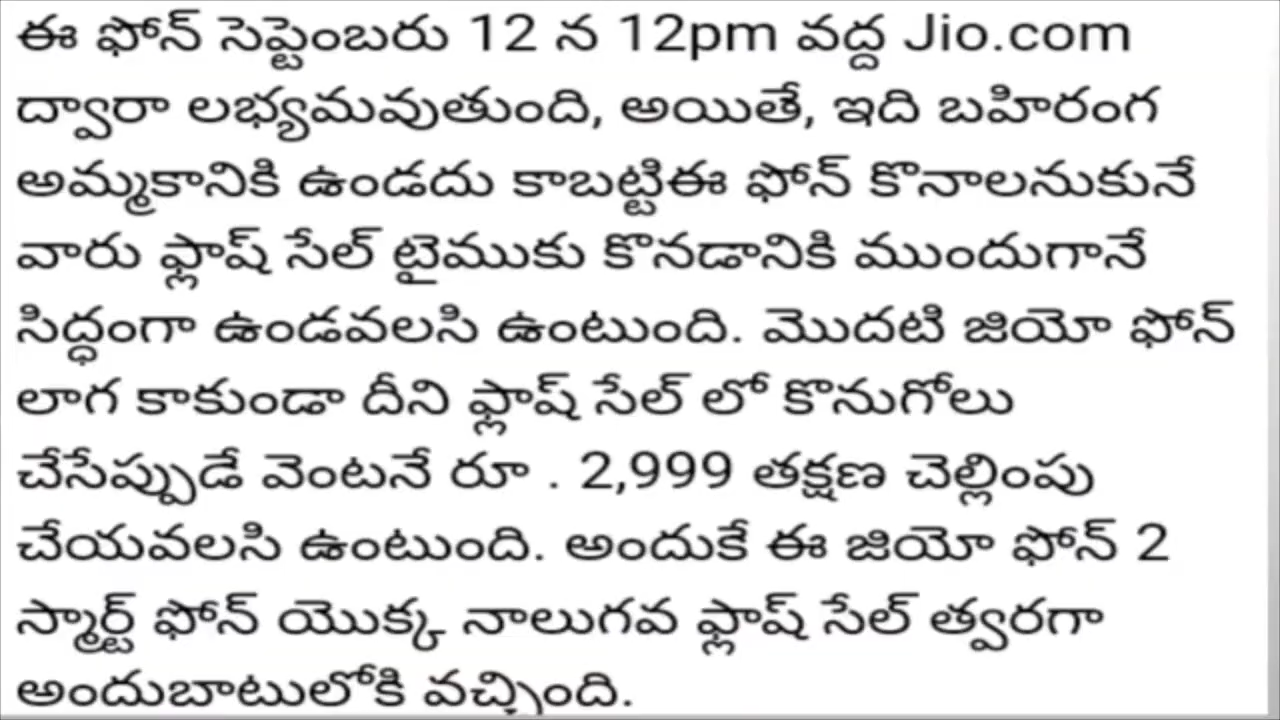 ఈ ఫోన్ సెప్టెంబరు 12 న 12pm వద్ద Jio.com
ద్వారా లభ్యమవుతుంది, అయితే, ఇది బహిరంగ
అమ్మకానికి ఉండదు కాబట్టిఈ ఫోన్ కొనాలనుకునే
వారు ఫ్లాష్ సేల్ టైముకు కొనడానికి ముందుగానే
సిద్ధంగా ఉండవలసి ఉంటుంది. మొదటి జియో ఫోన్
లాగ కాకుండా దీని ఫ్లాష్ సేల్ లో కొనుగోలు
చేసేప్పుడే వెంటనే రూ . 2,999 తక్షణ చెల్లింపు
చేయవలసి ఉంటుంది. అందుకే ఈ జియో ఫోన్ 2
స్మార్ట్ ఫోన్ యొక్క నాలుగవ ఫ్లాష్ సేల్ త్వరగా
అందుబాటులోకి వచ్చింది.